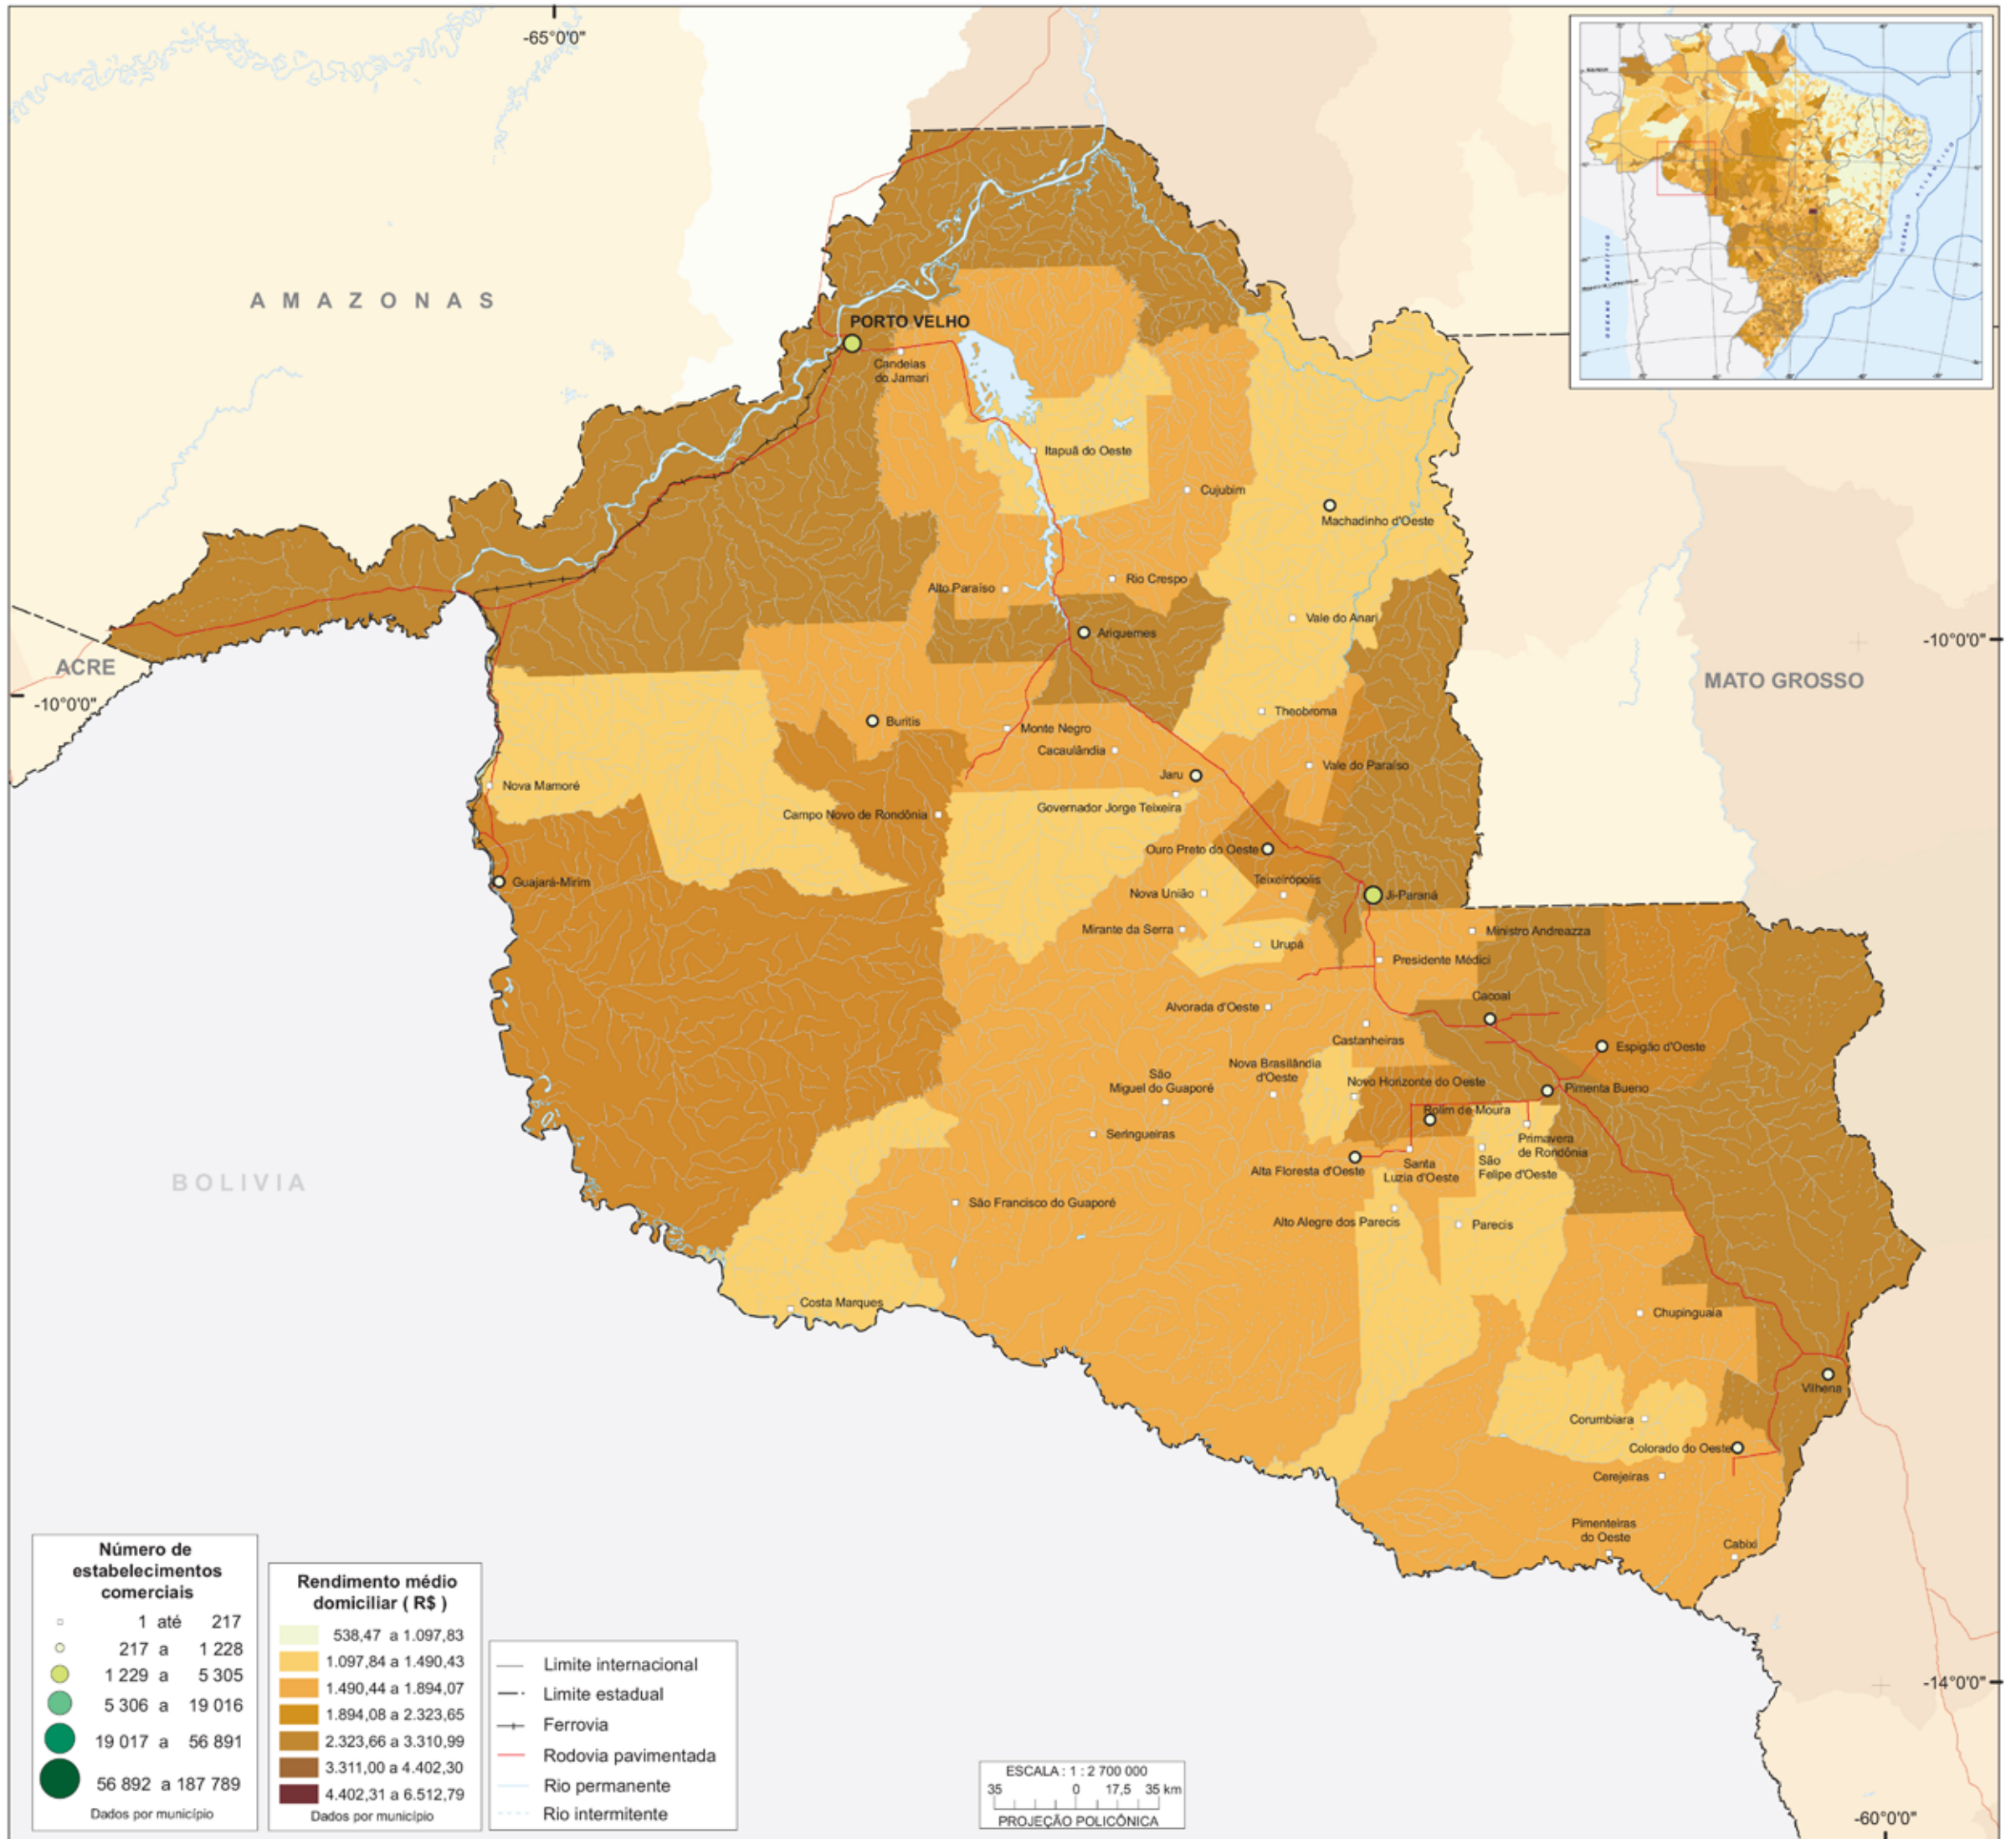 -65°0'0"
A M A Z O N A S
PORTO VELHO
Candeias
do Jamari
Itapuã do Oeste
Cujubim
Machadinho d'Oeste
Alto Paraíso
Rio Crespo
Vale do Anari
Ariquemes
-10°0'0"
ACRE
-10°0'0"
MATO GROSSO
Theobroma
Buritis
Monte Negro
Cacaulândia
Vale do Paraíso
Jaru
Nova Mamoré
Governador Jorge Teixeira
Campo Novo de Rondônia
Ouro Preto do Oeste
Guajará-Mirim
Teixeirópolis
Nova União
Ji-Paraná
Mirante da Serra
Ministro Andreazza
Urupá
Presidente Médici
Cacoal
Alvorada d'Oeste
Castanheiras
Espigão d'Oeste
Nova Brasilândia
d'Oeste
São
Miguel do Guaporé
Novo Horizonte do Oeste
Pimenta Bueno
Rolim de Moura
Seringueiras
Primavera
de Rondônia
Alta Floresta d'Oeste
Santa
Luzia d'Oeste
São
Felipe d'Oeste
BOLIVIA
São Francisco do Guaporé
Alto Alegre dos Parecis
Parecis
Costa Marques
Chupinguaia
Vilhena
Corumbiara
Colorado do Oeste
Cerejeiras
Pimenteiras
do Oeste
Cabixi
-14°0'0"
-60°0'0"
Número de
estabelecimentos
comerciais
1 até 217
217 a 1 228
1 229 a 5 305
5 306 a 19 016
19 017 a 56 891
56 892 a 187 789
Dados por município
Rendimento médio
domiciliar ( R$ )
538,47 a 1.097,83
1.097,84 a 1.490,43
1.490,44 a 1.894,07
1.894,08 a 2.323,65
2.323,66 a 3.310,99
3.311,00 a 4.402,30
4.402,31 a 6.512,79
Dados por município
Limite internacional
Limite estadual
Ferrovia
Rodovia pavimentada
Rio permanente
Rio intermitente
ESCALA : 1 : 2 700 000
35 0 17,5 35 km
PROJEÇÃO POLICÔNICA